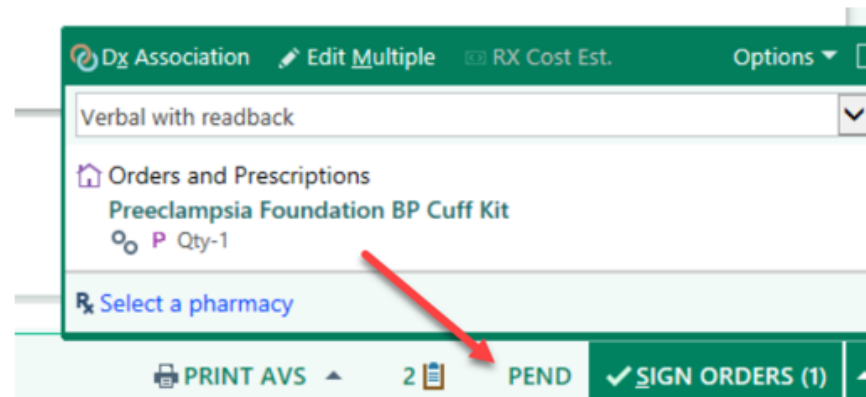 Dx Association Edit Multiple RX Cost Est. Options
Verbal with readback
Orders and Prescriptions
Preeclampsia Foundation BP Cuff Kit
P Qty-1
Rx Select a pharmacy
PRINT AVS 2 PEND SIGN ORDERS (1)